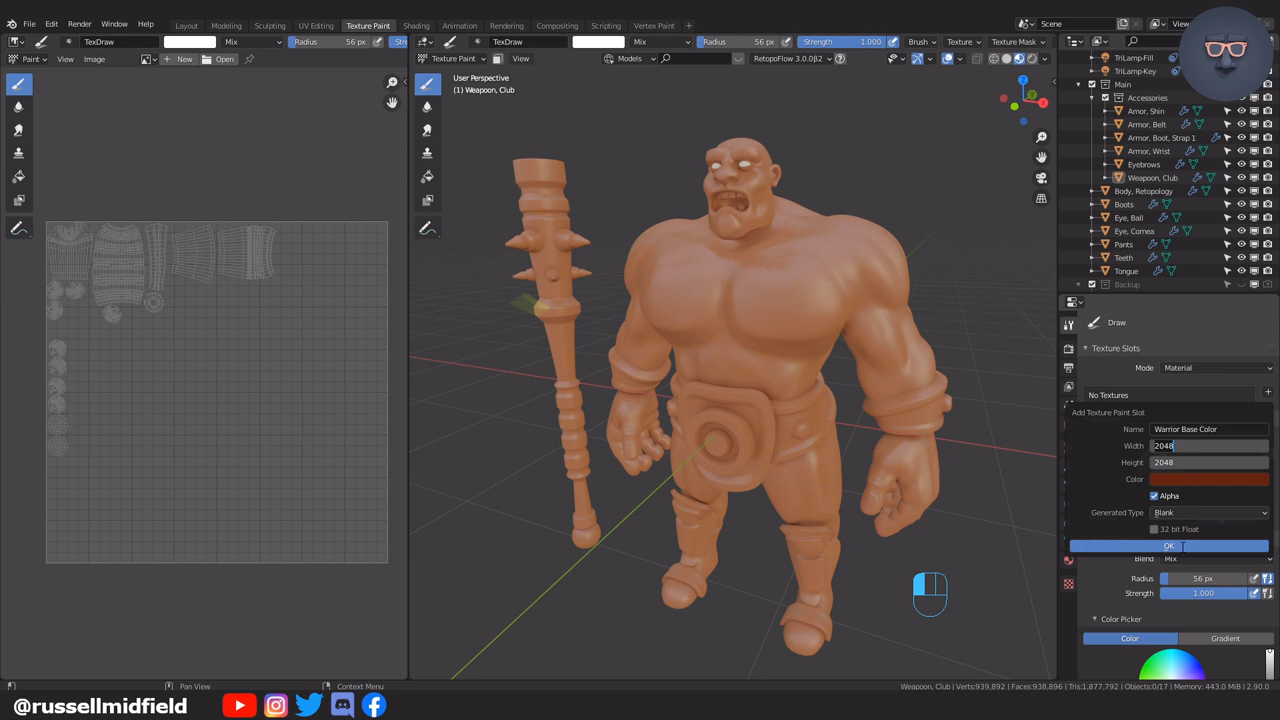 File Edit Render Window Help Layout Modeling Sculpting UV Editing Texture Paint Shading Animation Rendering Compositing Scripting Vertex Paint + Scene
TexDraw Mix Radius 56 px
TexDraw Mix Radius 56 px Strength 1.000 Brush Texture Texture Mask
Paint View Image New Open
Texture Paint View Models RetopoFlow 3.0.0β2
User Perspective
(1) Weapoon, Club
TriLamp-Fill
TriLamp-Key
Main
Accessories
Amor, Shin
Armor, Belt
Armor, Boot, Strap 1
Armor, Wrist
Eyebrows
Weapoon, Club
Body, Retopology
Boots
Eye, Ball
Eye, Cornea
Pants
Teeth
Tongue
Backup
Draw
Texture Slots
Mode Material
No Textures
Add Texture Paint Slot
Name Warrior Base Color
Width 2048
Height 2048
Color
Alpha
Generated Type Blank
32 bit Float
OK
Blend Mix
Radius 56 px
Strength 1.000
Color Picker
Color Gradient
Pan View Context Menu
Weapoon, Club | Verts:939,892 | Faces:938,896 | Tris:1,877,792 | Objects:0/17 | Memory: 443.0 MiB | 2.90.0
@russellmidfield